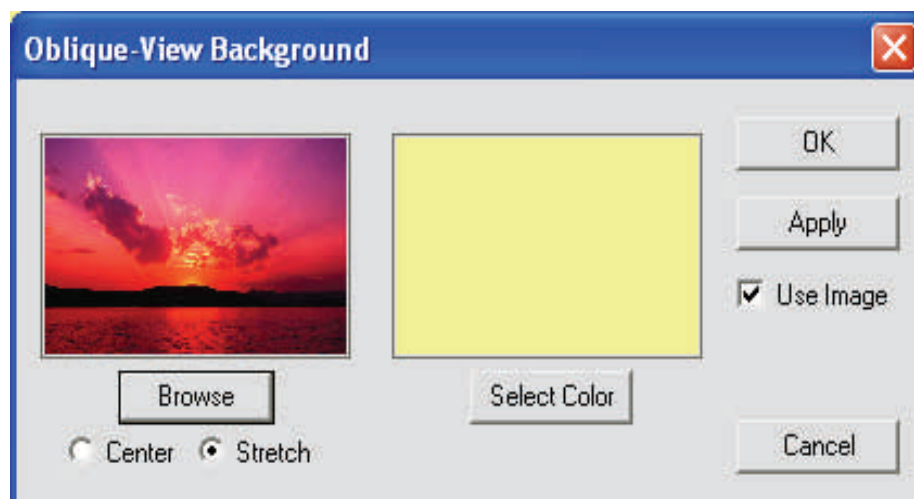 Oblique-View Background
OK
Apply
Use Image
Browse
Select Color
Center
Stretch
Cancel